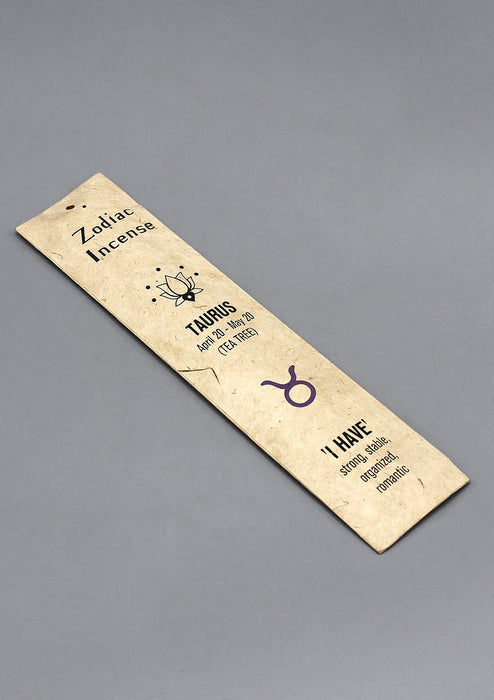 Zodiac
Incense
TAURUS
April 20 - May 20
(TEA TREE)
'I HAVE'
strong, stable,
organized,
romantic